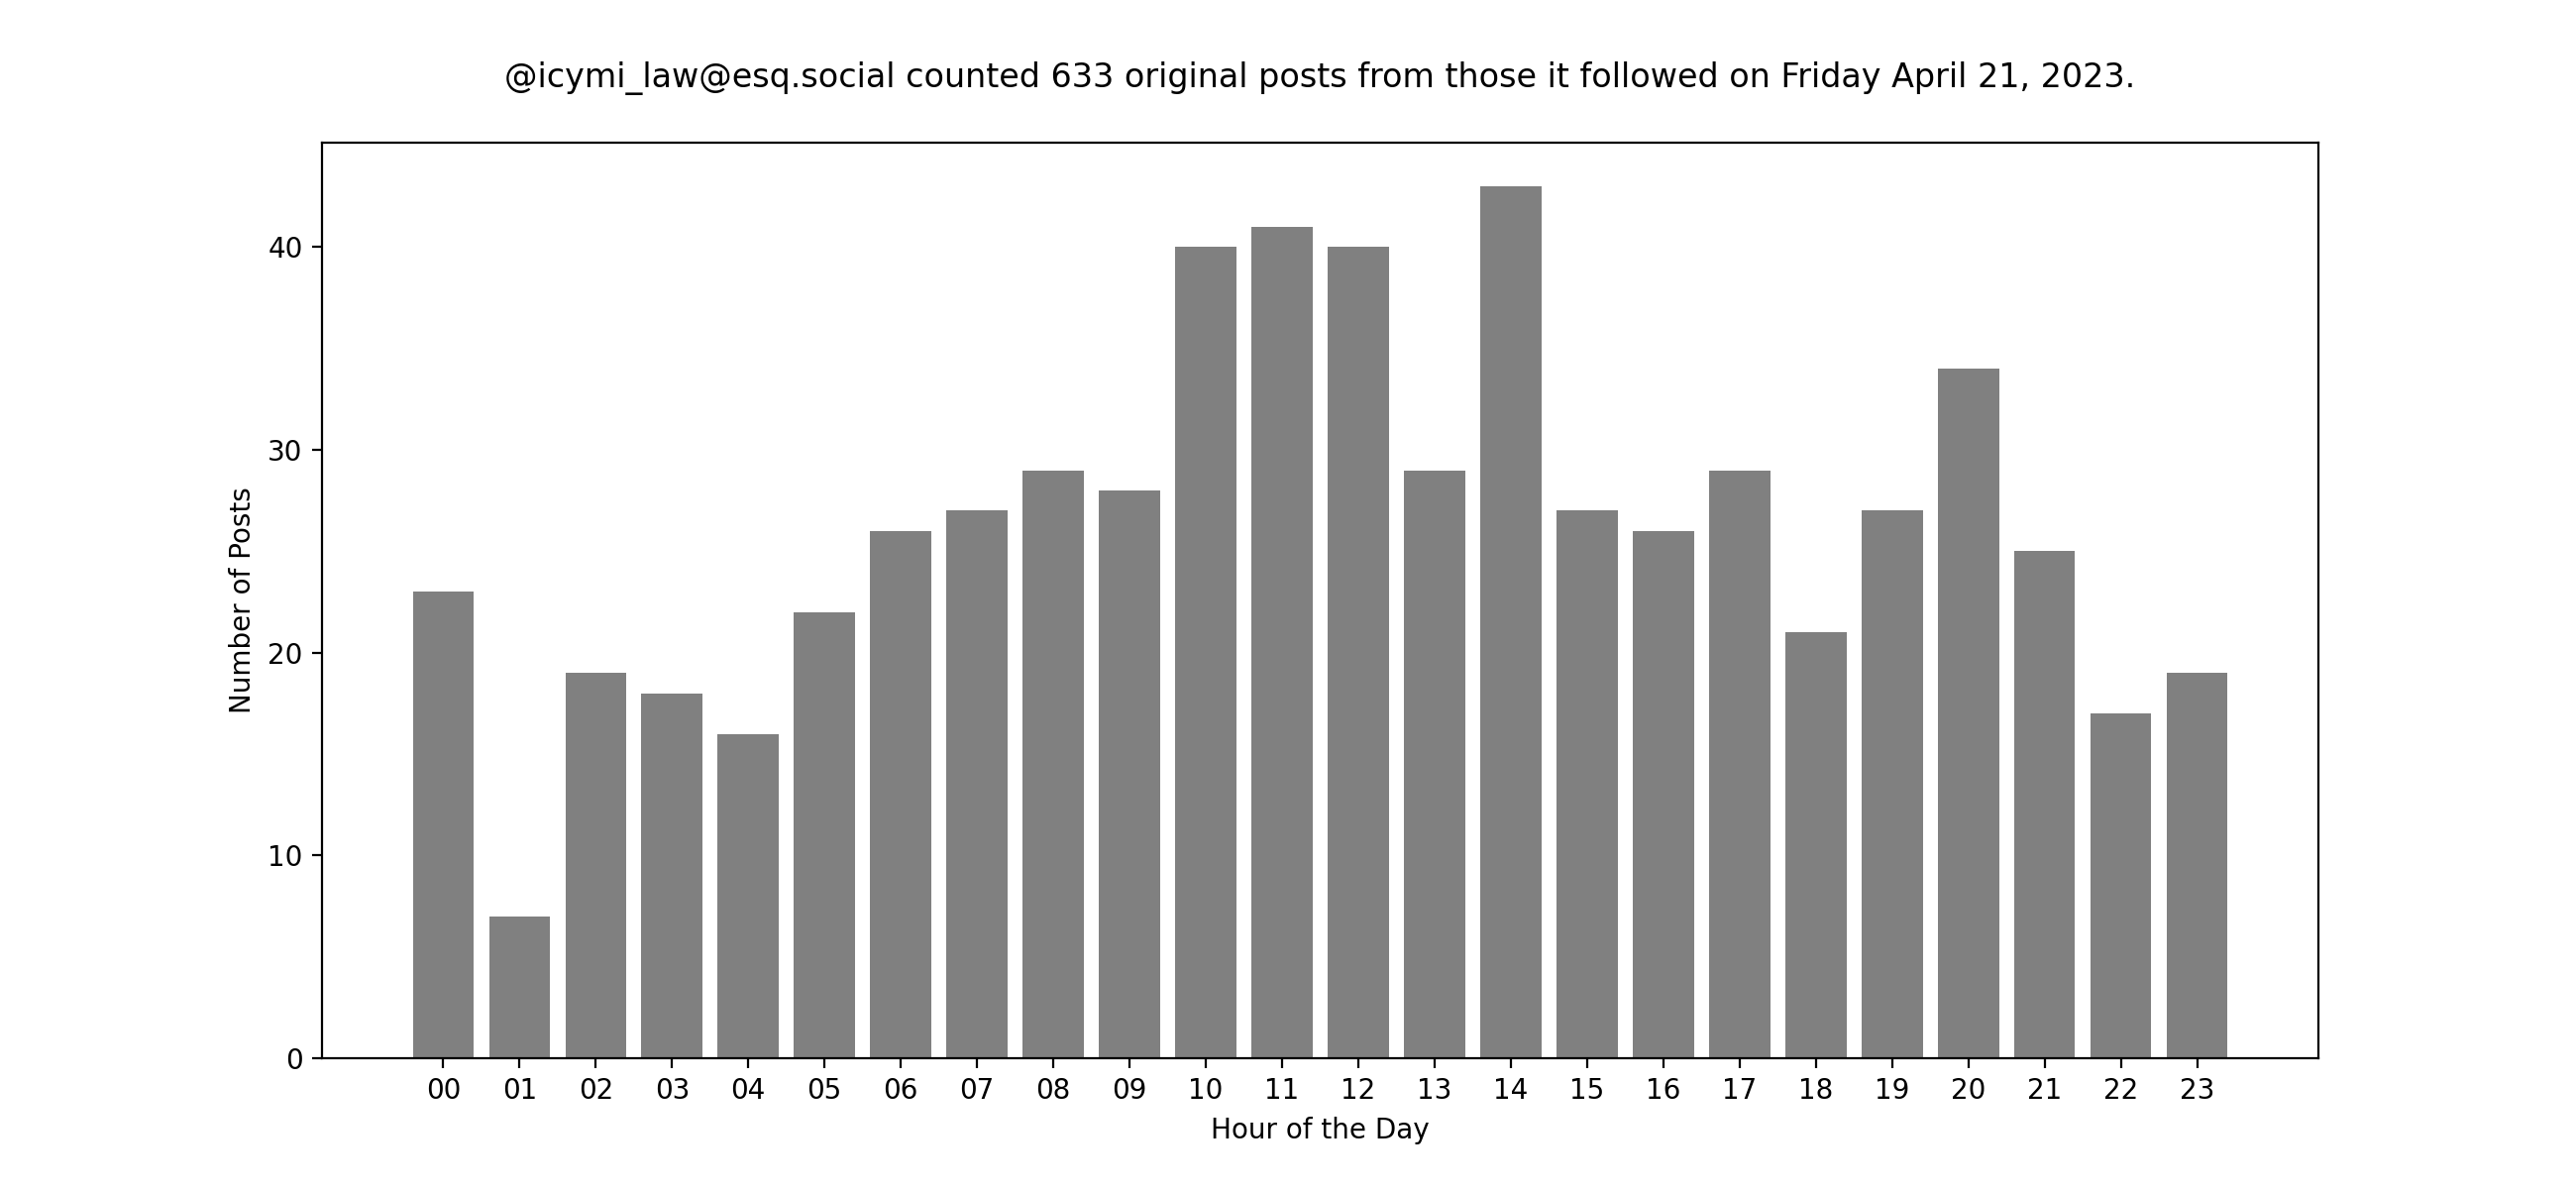 @icymi_law@esq.social counted 633 original posts from those it followed on Friday April 21, 2023.
40
30
20
10
0
Number of Posts
00 01 02 03 04 05 06 07 08 09 10 11 12 13 14 15 16 17 18 19 20 21 22 23
Hour of the Day